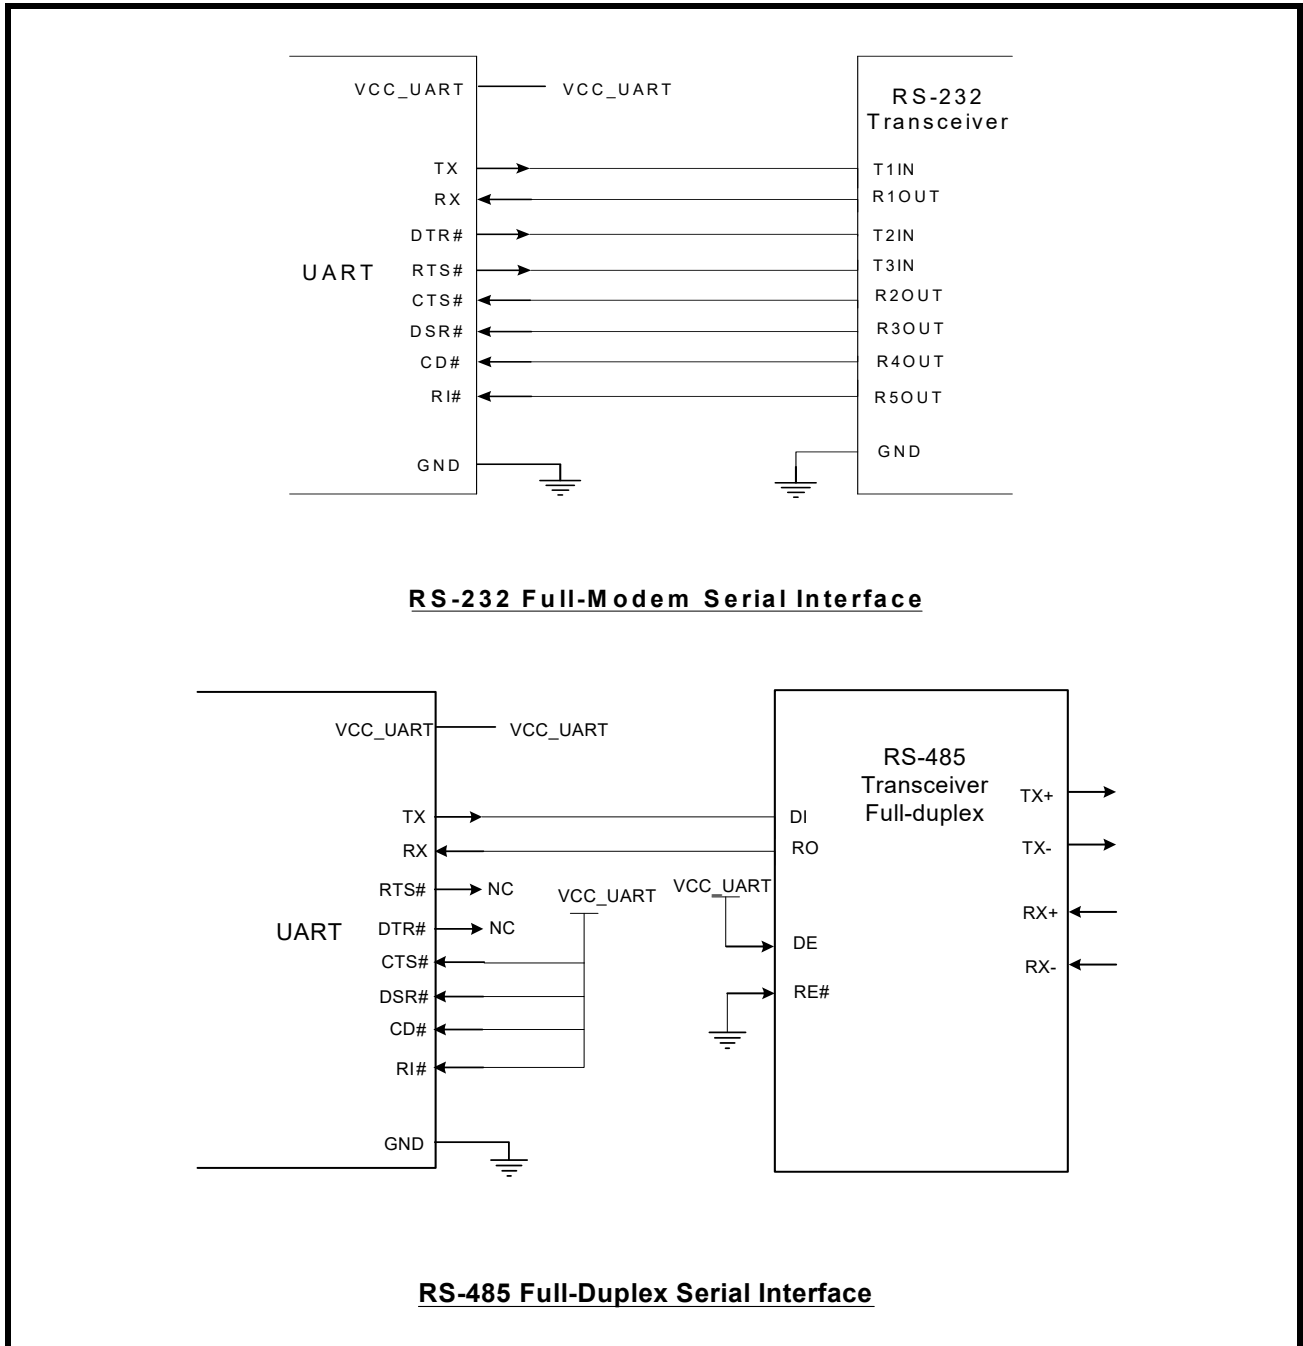 VCC_UART
VCC_UART
RS-232
Transceiver
TX
T1IN
RX
R1OUT
DTR#
T2IN
UART
RTS#
T3IN
CTS#
R2OUT
DSR#
R3OUT
CD#
R4OUT
RI#
R5OUT
GND
GND
RS-232 Full-Modem Serial Interface
VCC_UART
VCC_UART
RS-485
Transceiver
Full-duplex
TX+
TX
DI
RX
RO
TX-
RTS#
NC
VCC_UART
VCC_UART
RX+
UART
DTR#
NC
DE
CTS#
RX-
DSR#
RE#
CD#
RI#
GND
RS-485 Full-Duplex Serial Interface